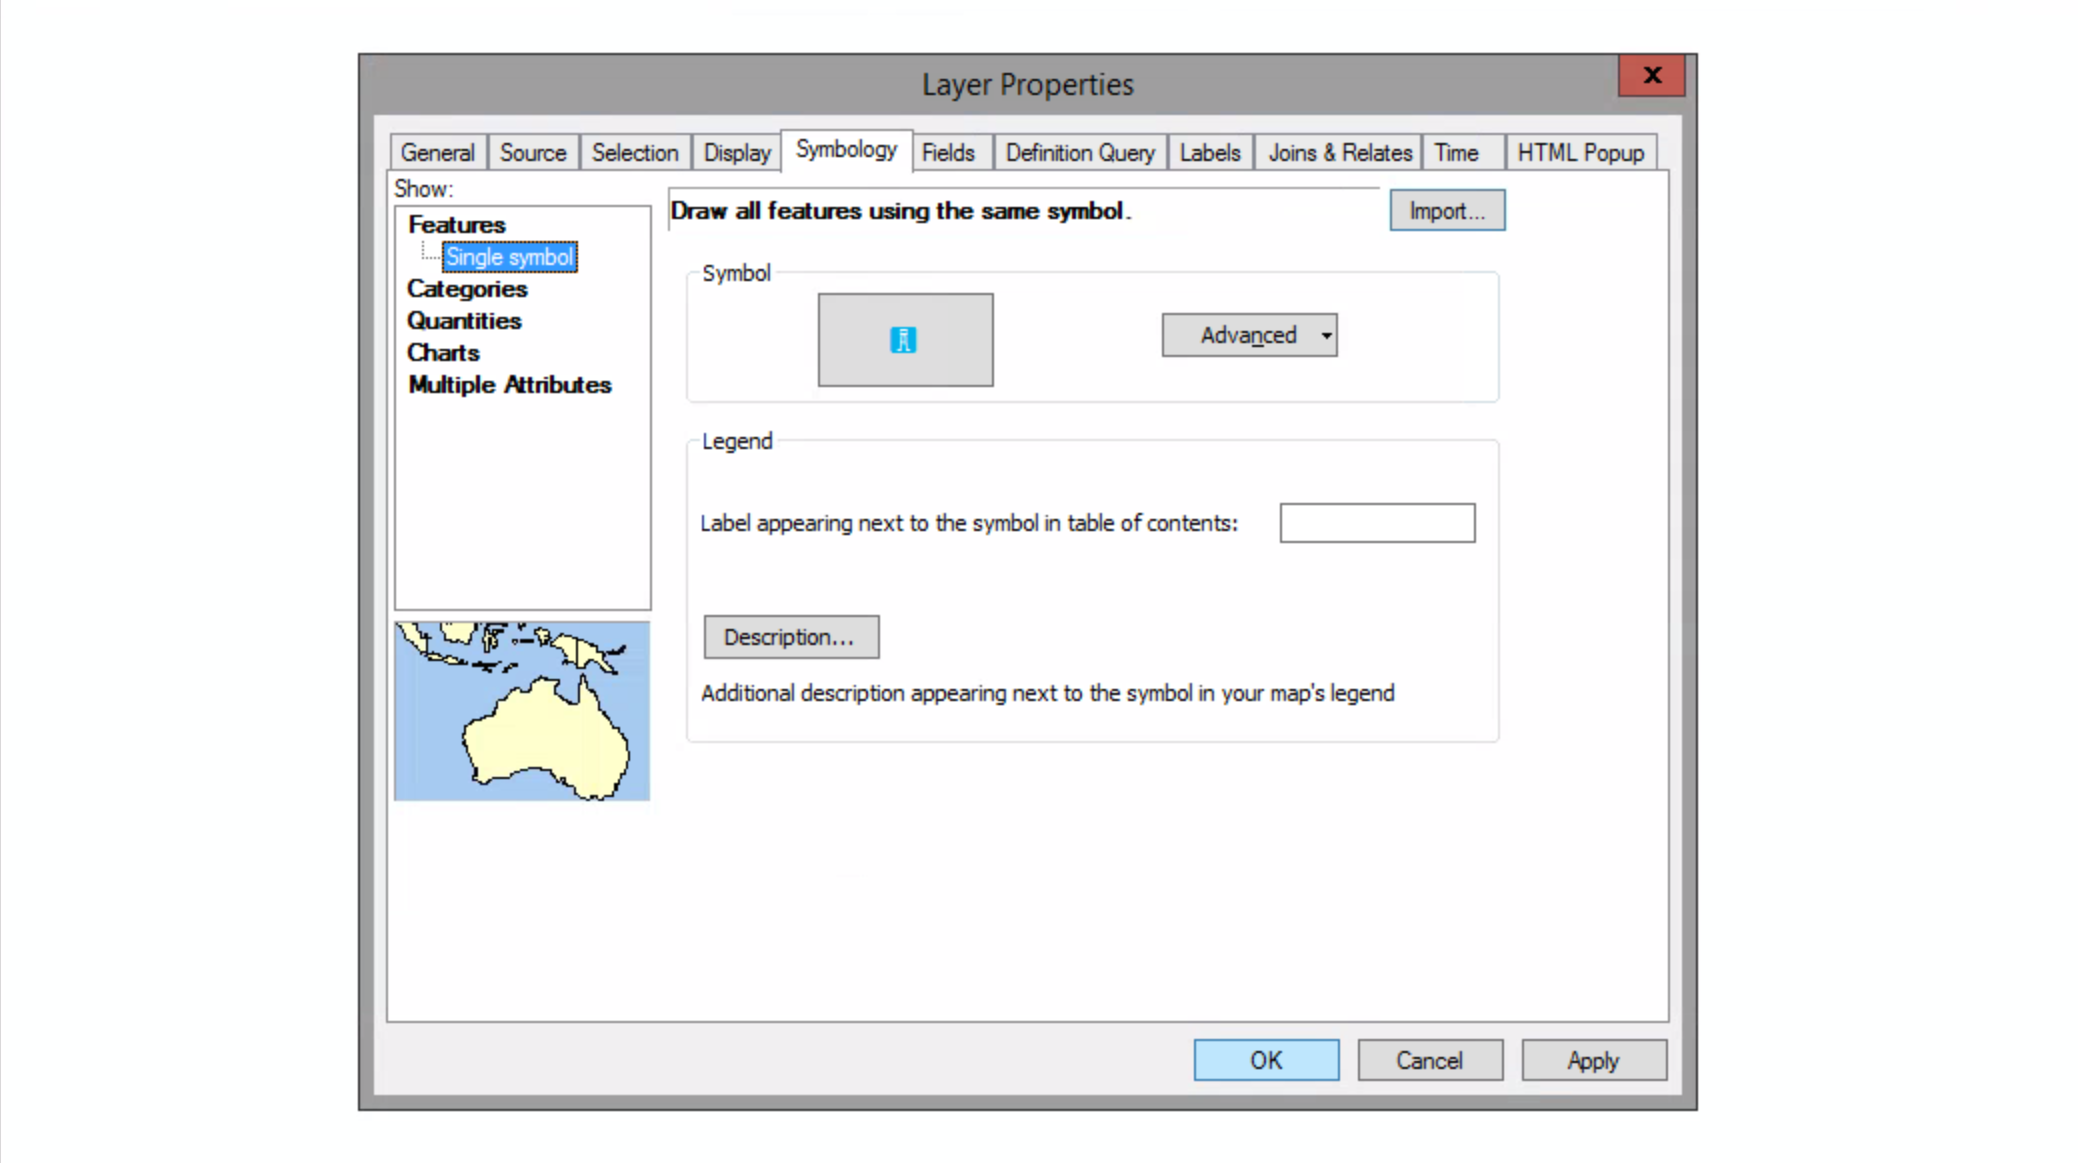 Layer Properties
X
General Source Selection Display Symbology Fields Definition Query Labels Joins & Relates Time HTML Popup
Show:
Features
Single symbol
Categories
Quantities
Charts
Multiple Attributes
Draw all features using the same symbol.
Import...
Symbol
Advanced
Legend
Label appearing next to the symbol in table of contents:
Description...
Additional description appearing next to the symbol in your map's legend
OK Cancel Apply